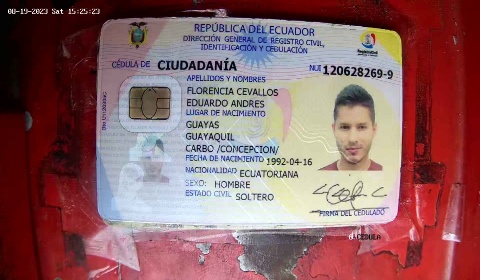 08-19-2023 Sat 15:25:23
REPÚBLICA DEL ECUADOR
DIRECCIÓN GENERAL DE REGISTRO CIVIL,
IDENTIFICACIÓN Y CEDULACIÓN
CÉDULA DE CIUDADANÍA
NUI 120628269-9
APELLIDOS Y NOMBRES
FLORENCIA CEVALLOS
EDUARDO ANDRES
LUGAR DE NACIMIENTO
GUAYAS
GUAYAQUIL
CARBO /CONCEPCION/
FECHA DE NACIMIENTO 1992-04-16
NACIONALIDAD ECUATORIANA
SEXO: HOMBRE
ESTADO CIVIL SOLTERO
FIRMA DEL CEDULADO
CEDULA